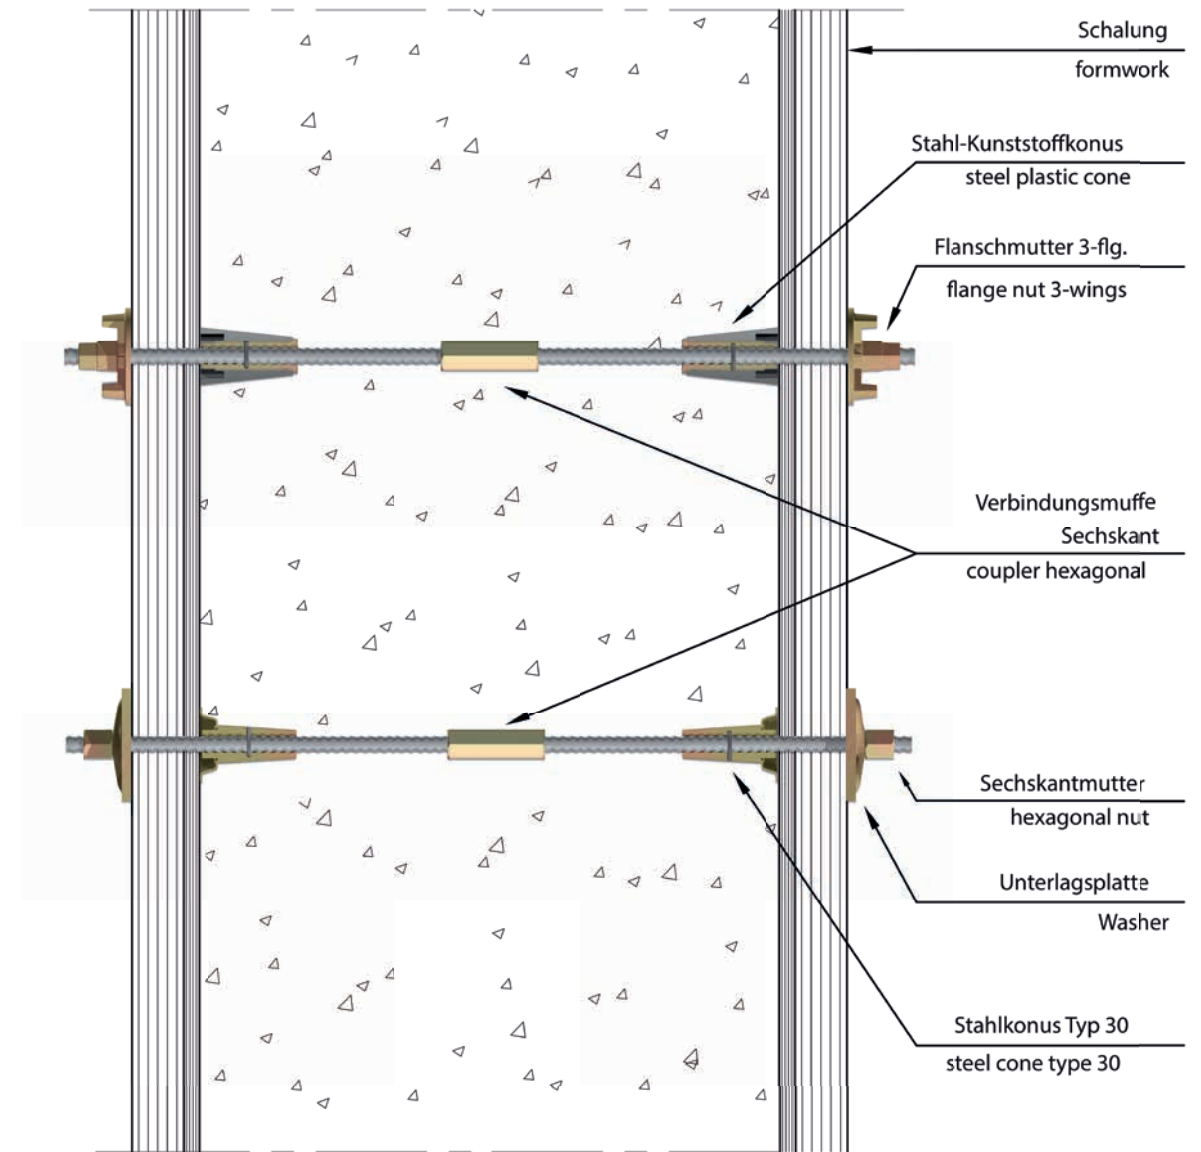 Schalung
formwork
Stahl-Kunststoffkonus
steel plastic cone
Flanschmutter 3-flg.
flange nut 3-wings
Verbindungsmuffe
Sechskant
coupler hexagonal
Sechskantmutter
hexagonal nut
Unterlagsplatte
Washer
Stahlkonus Typ 30
steel cone type 30